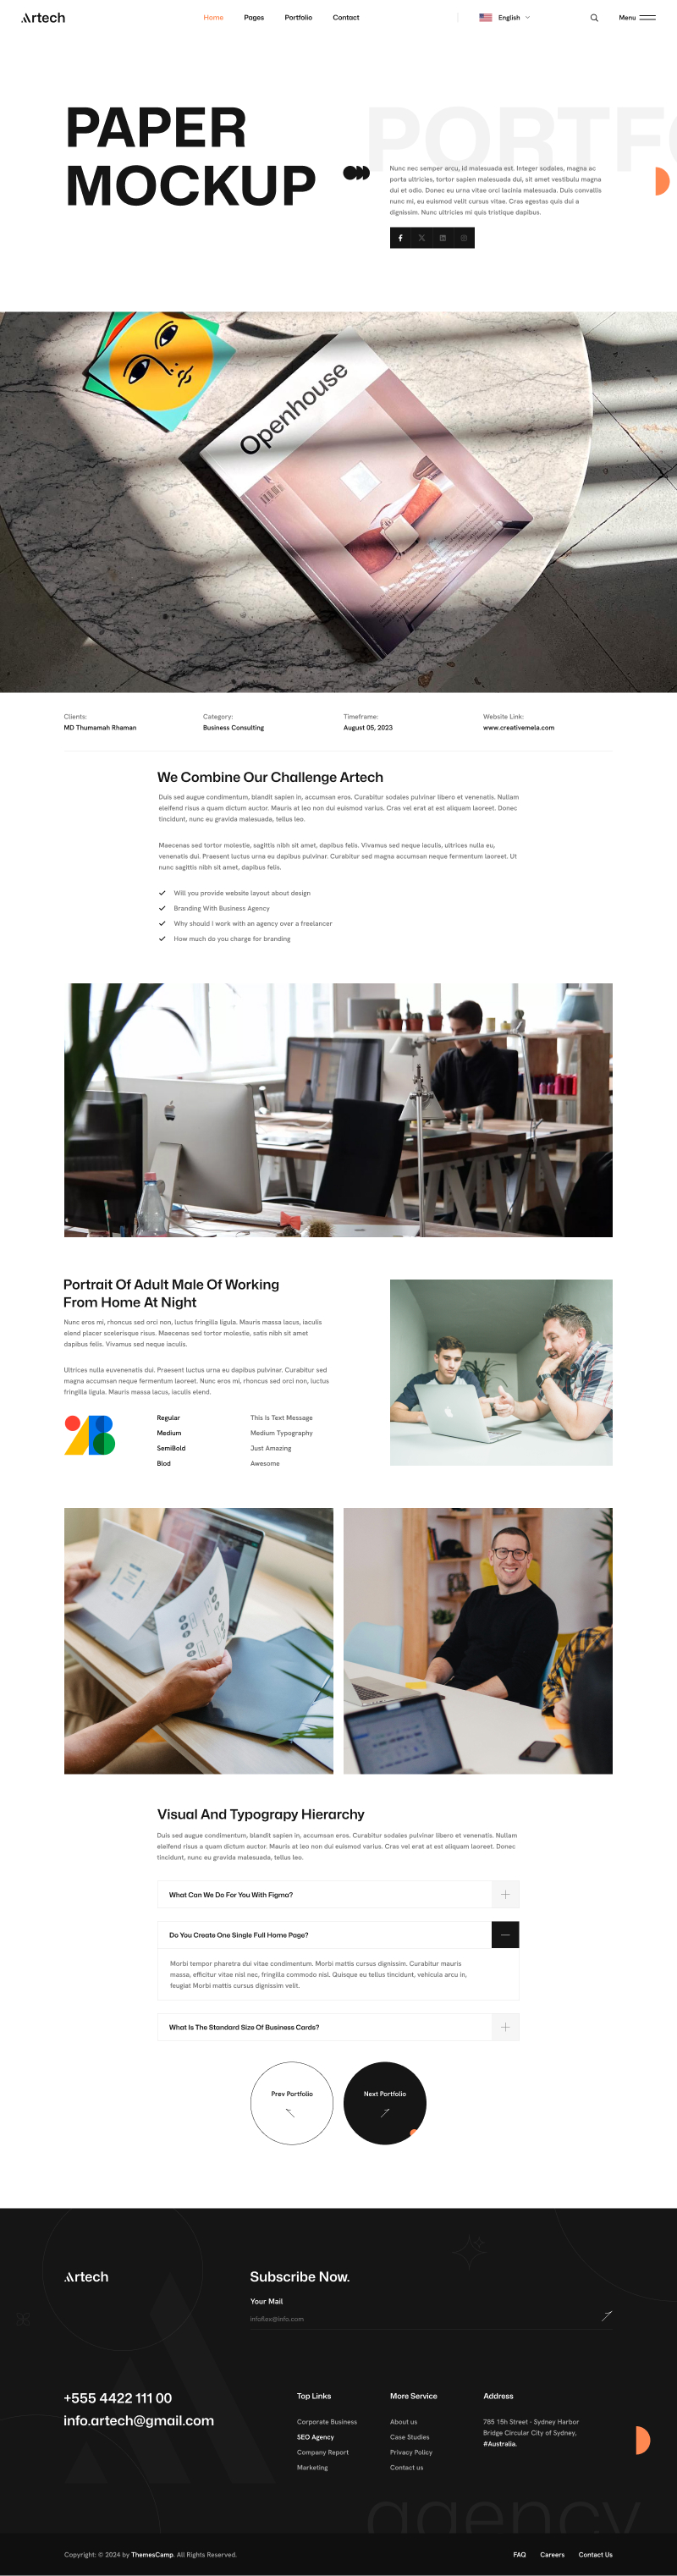 Artech
Home Pages Portfolio Contact English Menu
PORTFO
PAPER
MOCKUP
Nunc nec semper arcu, id malesuada est. Integer sodales, magna ac
porta ultricies, tortor sapien malesuada dui, sit amet vestibulu magna
dui et odio. Donec eu urna vitae orci lacinia malesuada. Duis convallis
nunc mi, eu euismod velit cursus vitae. Cras egestas quis dui a
dignissim. Nunc ultricies mi quis tristique dapibus.
Openhouse
Clients: Category: Timeframe: Website Link:
MD Thumamah Rhaman Business Consulting August 05, 2023 www.creativemela.com
We Combine Our Challenge Artech
Duis sed augue condimentum, blandit sapien in, accumsan eros. Curabitur sodales pulvinar libero et venenatis. Nullam
eleifend risus a quam dictum auctor. Mauris at leo non dui euismod varius. Cras vel erat at est aliquam laoreet. Donec
tincidunt, nunc eu gravida malesuada, tellus leo.
Maecenas sed tortor molestie, sagittis nibh sit amet, dapibus felis. Vivamus sed neque iaculis, ultrices nulla eu,
venenatis dui. Praesent luctus urna eu dapibus pulvinar. Curabitur sed magna accumsan neque fermentum laoreet. Ut
nunc sagittis nibh sit amet, dapibus felis.
Will you provide website layout about design
Branding With Business Agency
Why should i work with an agency over a freelancer
How much do you charge for branding
Portrait Of Adult Male Of Working
From Home At Night
Nunc eros mi, rhoncus sed orci non, luctus fringilla ligula. Mauris massa lacus, iaculis
elend placer scelerisque risus. Maecenas sed tortor molestie, satis nibh sit amet
dapibus felis. Vivamus sed neque iaculis.
Ultrices nulla euvenenatis dui. Praesent luctus urna eu dapibus pulvinar. Curabitur sed
magna accumsan neque fermentum laoreet. Nunc eros mi, rhoncus sed orci non, luctus
fringilla ligula. Mauris massa lacus, iaculis elend.
Regular This Is Text Message
Medium Medium Typography
SemiBold Just Amazing
Blod Awesome
Visual And Typograpy Hierarchy
Duis sed augue condimentum, blandit sapien in, accumsan eros. Curabitur sodales pulvinar libero et venenatis. Nullam
eleifend risus a quam dictum auctor. Mauris at leo non dui euismod varius. Cras vel erat at est aliquam laoreet. Donec
tincidunt, nunc eu gravida malesuada, tellus leo.
What Can We Do For You With Figma?
Do You Create One Single Full Home Page?
Morbi tempor pharetra dui vitae condimentum. Morbi mattis cursus dignissim. Curabitur mauris
massa, efficitur vitae nisl nec, fringilla commodo nisl. Quisque eu tellus tincidunt, vehicula arcu in,
feugiat Morbi mattis cursus dignissim velit.
What Is The Standard Size Of Business Cards?
Prev Portfolio Next Portfolio
Artech
Subscribe Now.
Your Mail
infoflax@info.com
+555 4422 111 00
info.artech@gmail.com
Top Links More Service Address
Corporate Business About us 785 15h Street - Sydney Harbor
Bridge Circular City of Sydney,
SEO Agency Case Studies #Australia.
Company Report Privacy Policy
Marketing Contact us
agency
Copyright: © 2024 by ThemesCamp. All Rights Reserved. FAQ Careers Contact Us